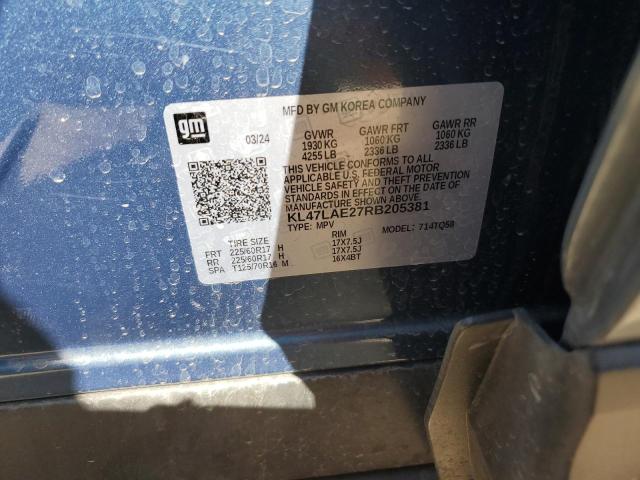 gm
MFD BY GM KOREA COMPANY
03/24 GVWR GAWR FRT GAWR RR
1930 KG 1060 KG 1060 KG
4255 LB 2336 LB 2336 LB
THIS VEHICLE CONFORMS TO ALL
APPLICABLE U.S. FEDERAL MOTOR
VEHICLE SAFETY AND THEFT PREVENTION
STANDARDS IN EFFECT ON THE DATE OF
MANUFACTURE SHOWN ABOVE.
KL47LAE27RB205381
TYPE: MPV MODEL: 714TQ58
TIRE SIZE RIM
FRT 225/60R17 H 17X7.5J
RR 225/60R17 H 17X7.5J
SPA T125/70R16 M 16X4BT